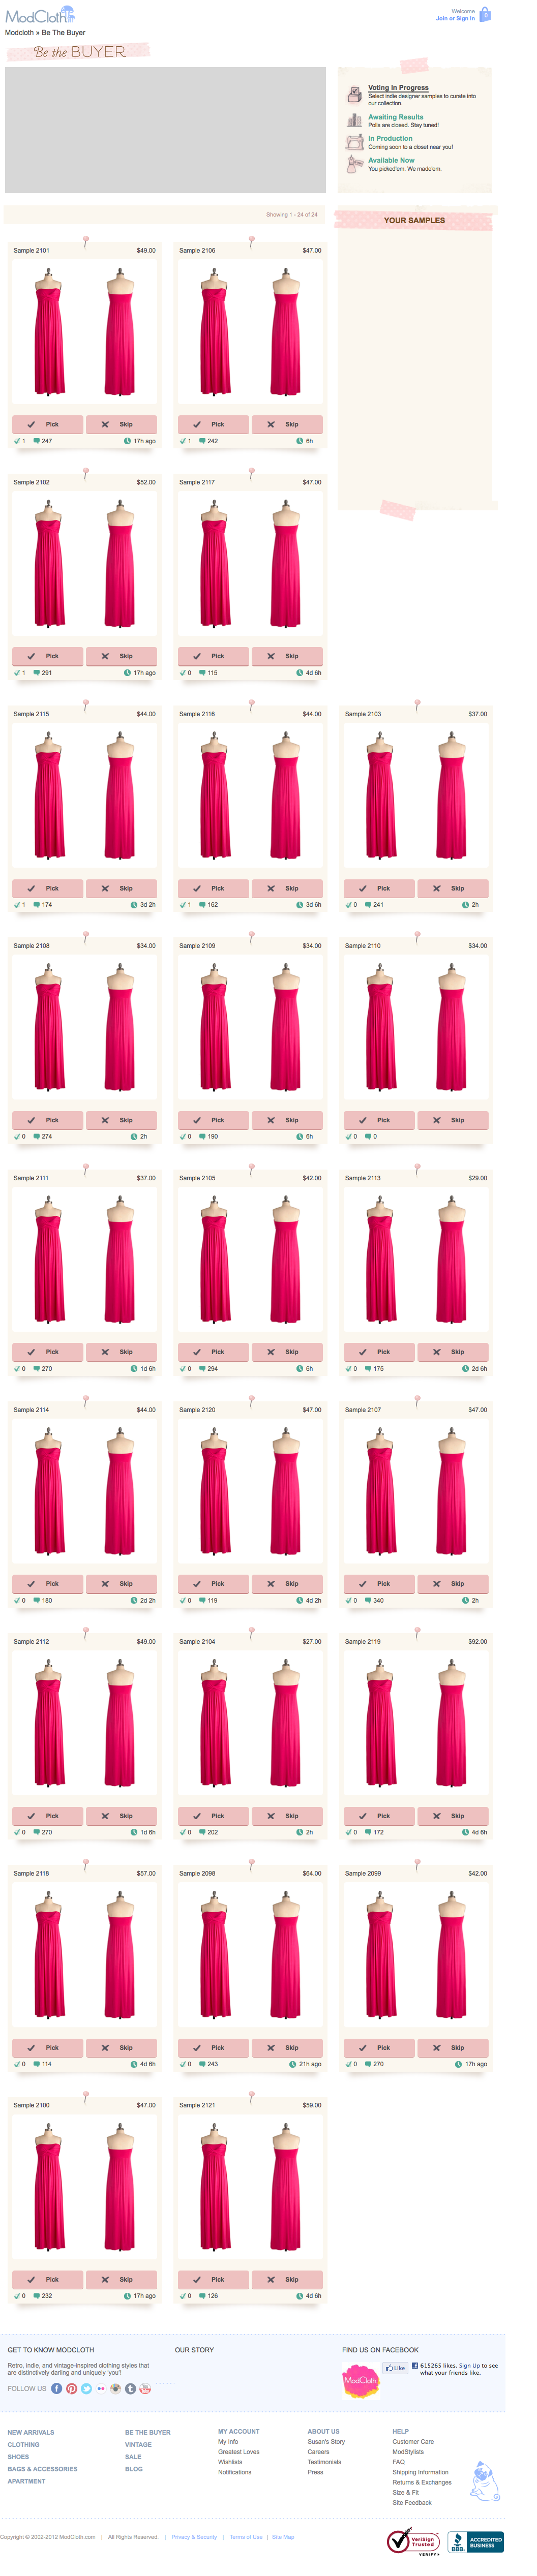 ModCloth
Welcome
Join or Sign In
0
Modcloth » Be The Buyer
Be the BUYER
Voting In Progress
Select indie designer samples to curate into
our collection.
Awaiting Results
Polls are closed. Stay tuned!
In Production
Coming soon to a closet near you!
Available Now
You picked'em. We made'em.
Showing 1 - 24 of 24
YOUR SAMPLES
Sample 2101 $49.00
Pick Skip
1 247 17h ago
Sample 2106 $47.00
Pick Skip
1 242 6h
Sample 2102 $52.00
Pick Skip
1 291 17h ago
Sample 2117 $47.00
Pick Skip
0 115 4d 6h
Sample 2115 $44.00
Pick Skip
1 174 3d 2h
Sample 2116 $44.00
Pick Skip
1 162 3d 6h
Sample 2103 $37.00
Pick Skip
0 241 2h
Sample 2108 $34.00
Pick Skip
0 274 2h
Sample 2109 $34.00
Pick Skip
0 190 6h
Sample 2110 $34.00
Pick Skip
0 0
Sample 2111 $37.00
Pick Skip
0 270 1d 6h
Sample 2105 $42.00
Pick Skip
0 294 6h
Sample 2113 $29.00
Pick Skip
0 175 2d 6h
Sample 2114 $44.00
Pick Skip
0 180 2d 2h
Sample 2120 $47.00
Pick Skip
0 119 4d 2h
Sample 2107 $47.00
Pick Skip
0 340 2h
Sample 2112 $49.00
Pick Skip
0 270 1d 6h
Sample 2104 $27.00
Pick Skip
0 202 2h
Sample 2119 $92.00
Pick Skip
0 172 4d 6h
Sample 2118 $57.00
Pick Skip
0 114 4d 6h
Sample 2098 $64.00
Pick Skip
0 243 21h ago
Sample 2099 $42.00
Pick Skip
0 270 17h ago
Sample 2100 $47.00
Pick Skip
0 232 17h ago
Sample 2121 $59.00
Pick Skip
0 126 4d 6h
GET TO KNOW MODCLOTH
Retro, indie, and vintage-inspired clothing styles that
are distinctively darling and uniquely 'you'!
FOLLOW US
OUR STORY
FIND US ON FACEBOOK
ModCloth
Like
615265 likes. Sign Up to see
what your friends like.
NEW ARRIVALS
CLOTHING
SHOES
BAGS & ACCESSORIES
APARTMENT
BE THE BUYER
VINTAGE
SALE
BLOG
MY ACCOUNT
My Info
Greatest Loves
Wishlists
Notifications
ABOUT US
Susan's Story
Careers
Testimonials
Press
HELP
Customer Care
ModStylists
FAQ
Shipping Information
Returns & Exchanges
Size & Fit
Site Feedback
Copyright © 2002-2012 ModCloth.com | All Rights Reserved. | Privacy & Security | Terms of Use | Site Map
VeriSign
Trusted
VERIFY
BBB
ACCREDITED
BUSINESS